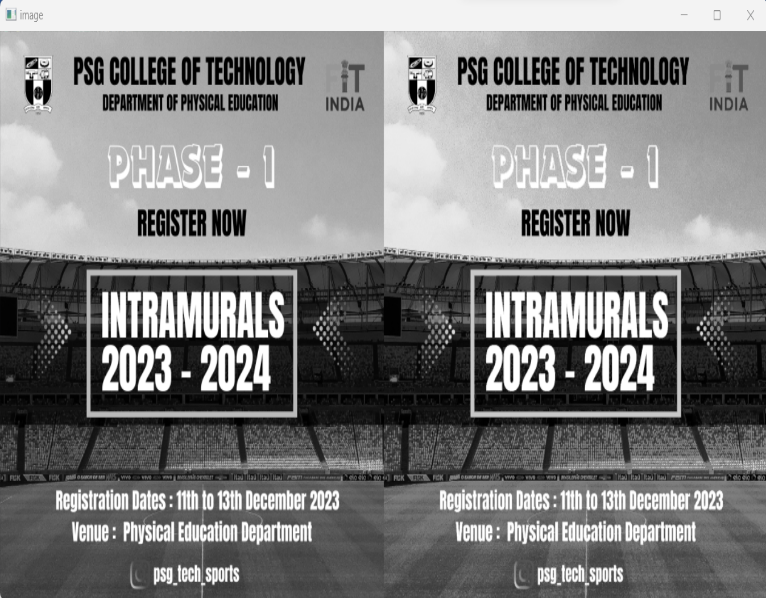 image
PSG COLLEGE OF TECHNOLOGY
DEPARTMENT OF PHYSICAL EDUCATION
FiT
INDIA
PHASE - 1
REGISTER NOW
INTRAMURALS
2023 - 2024
Registration Dates : 11th to 13th December 2023
Venue : Physical Education Department
psg_tech_sports
PSG COLLEGE OF TECHNOLOGY
DEPARTMENT OF PHYSICAL EDUCATION
FiT
INDIA
PHASE - 1
REGISTER NOW
INTRAMURALS
2023 - 2024
Registration Dates : 11th to 13th December 2023
Venue : Physical Education Department
psg_tech_sports